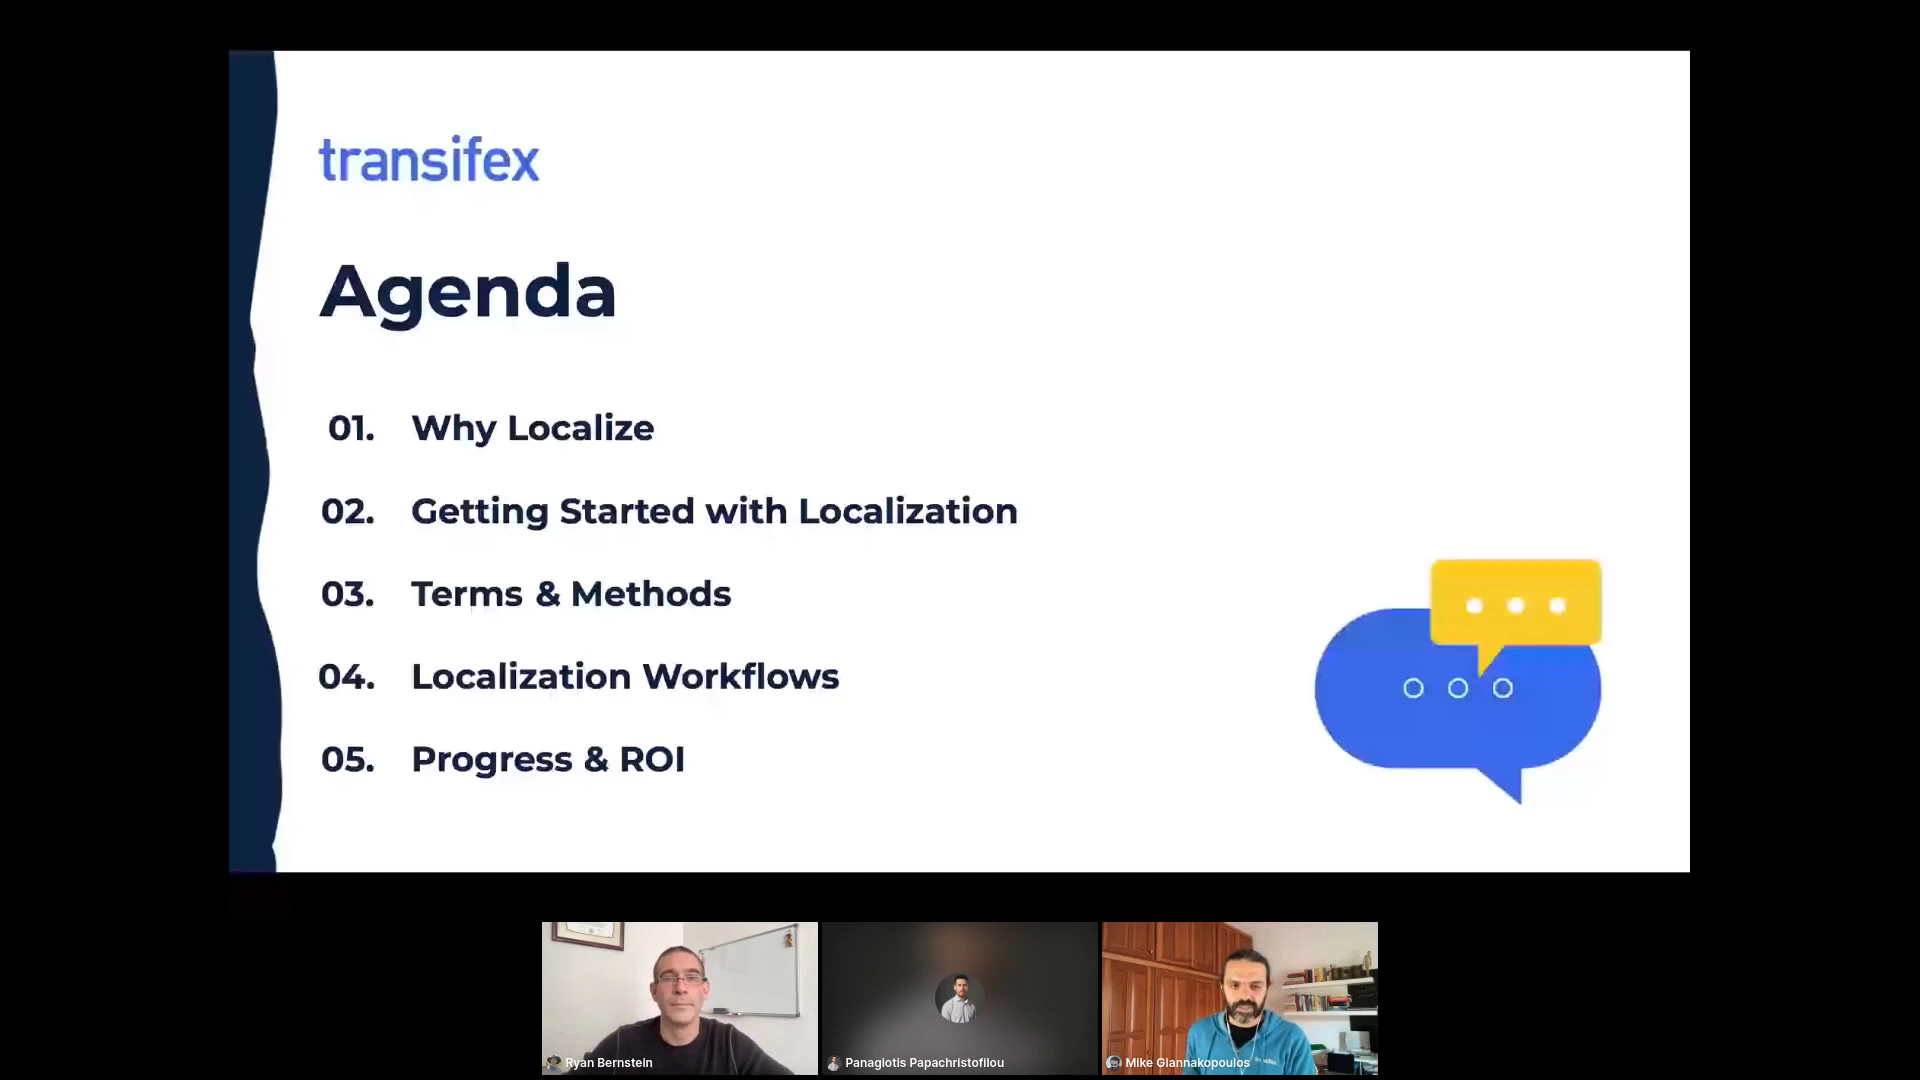 transifex
Agenda
01. Why Localize
02. Getting Started with Localization
03. Terms & Methods
04. Localization Workflows
05. Progress & ROI
Ryan Bernstein
Panagiotis Papachristofilou
Mike Giannakopoulos